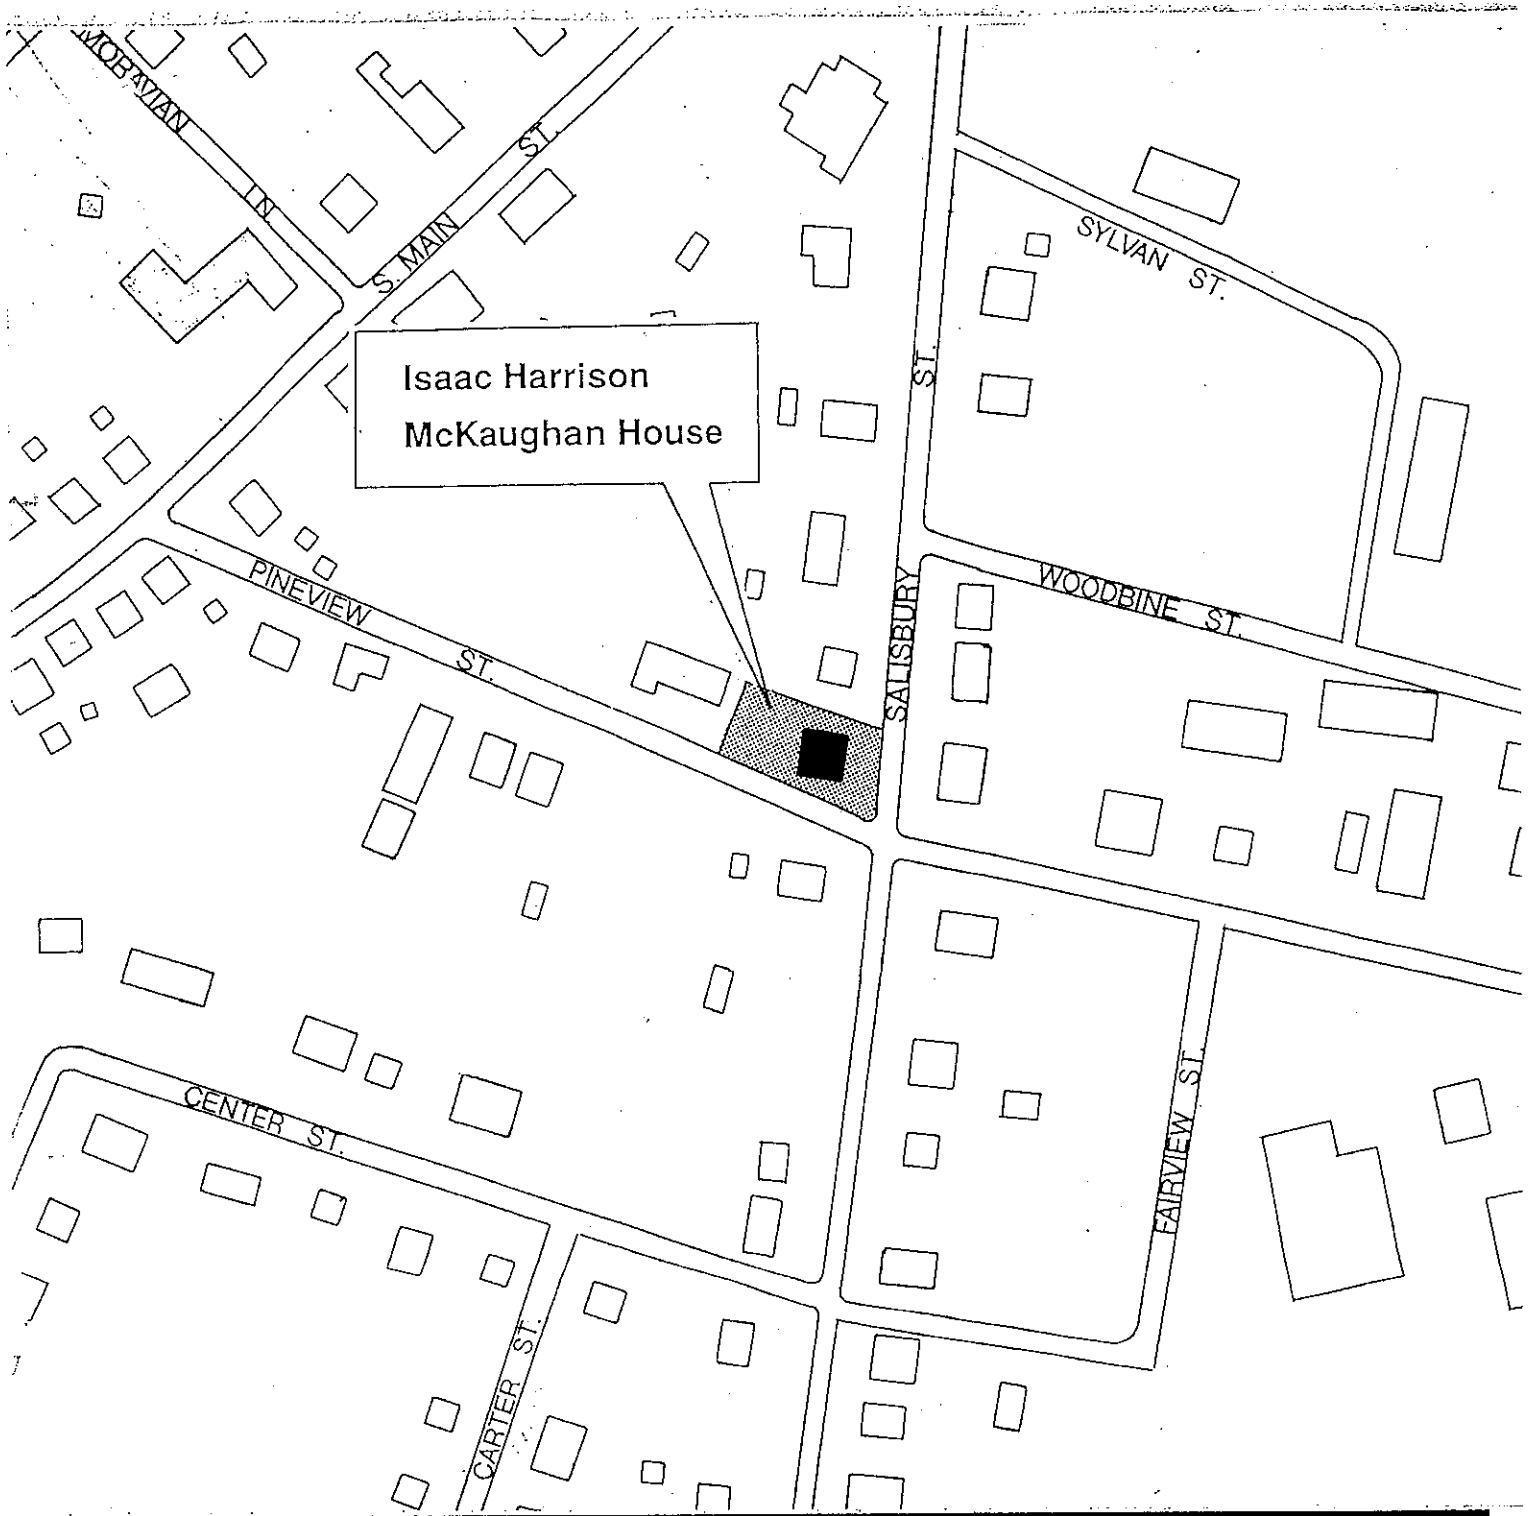 MORAVIAN LN
S. MAIN ST.
SYLVAN ST.
Isaac Harrison
McKaughan House
SALISBURY ST.
PINEVIEW ST.
WOODBINE ST.
CENTER ST.
FAIRVIEW ST.
CARTER ST.